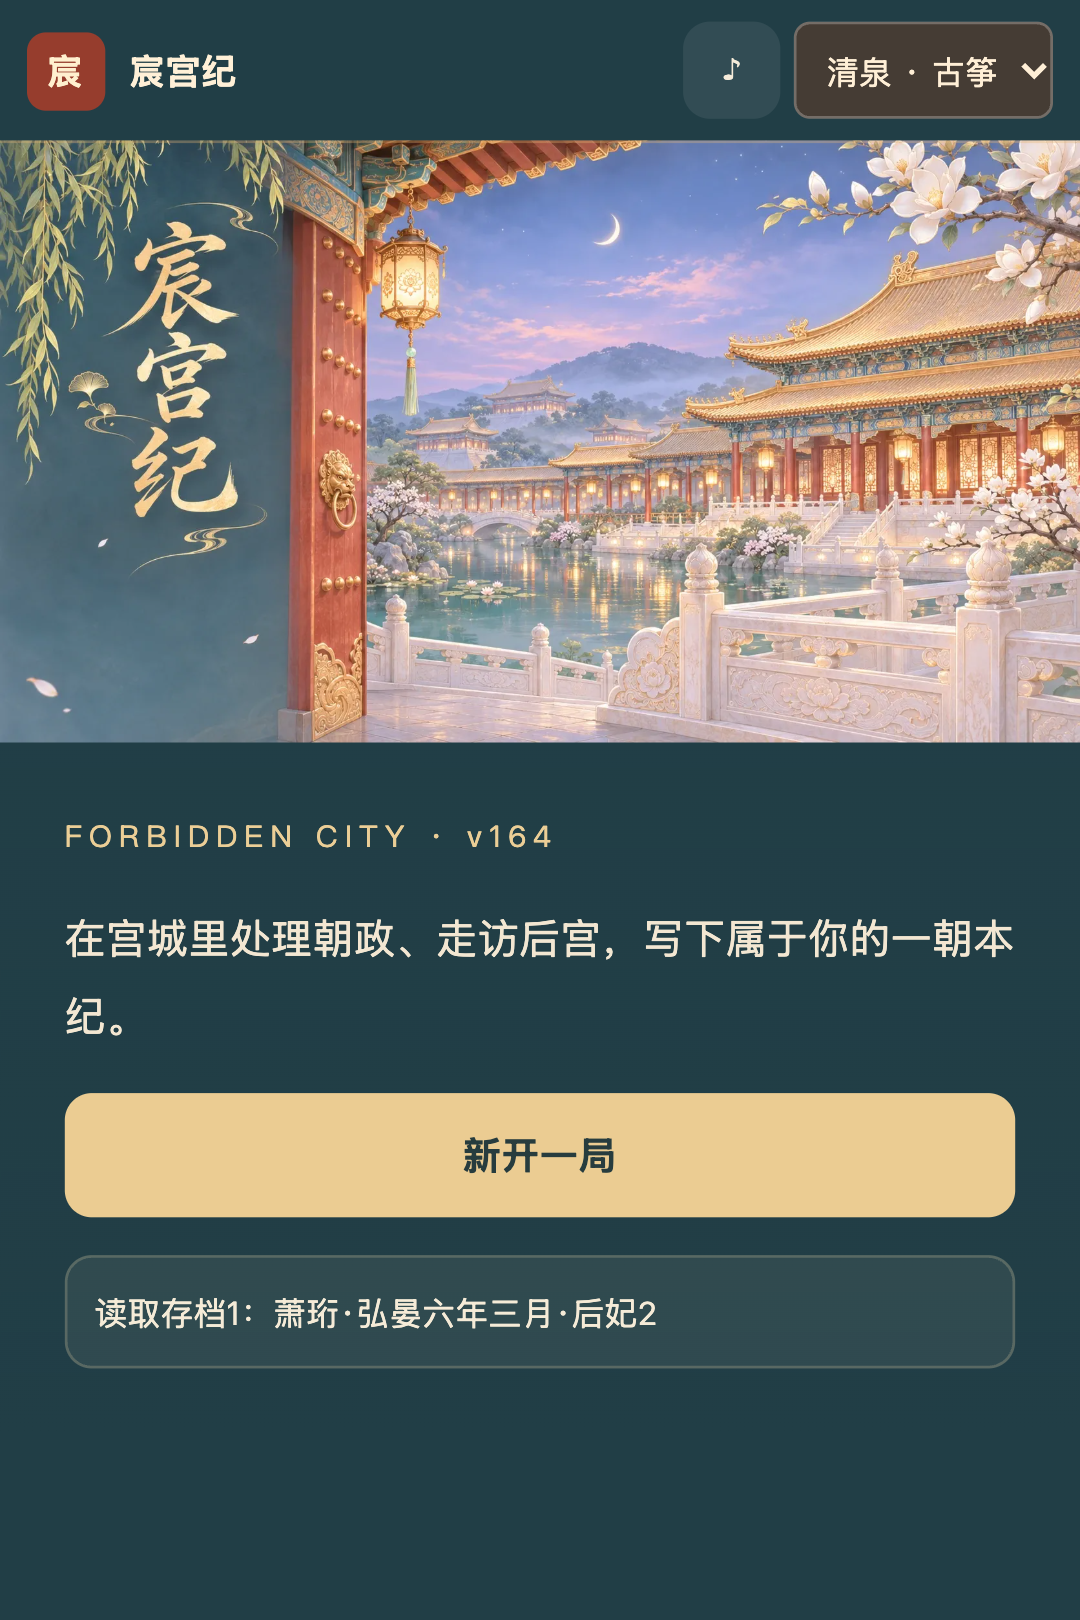 宸
宸宫纪
♪
清泉 · 古筝
宸宫纪
FORBIDDEN CITY · v164
在宫城里处理朝政、走访后宫，写下属于你的一朝本
纪。
新开一局
读取存档1：萧珩·弘晏六年三月·后妃2